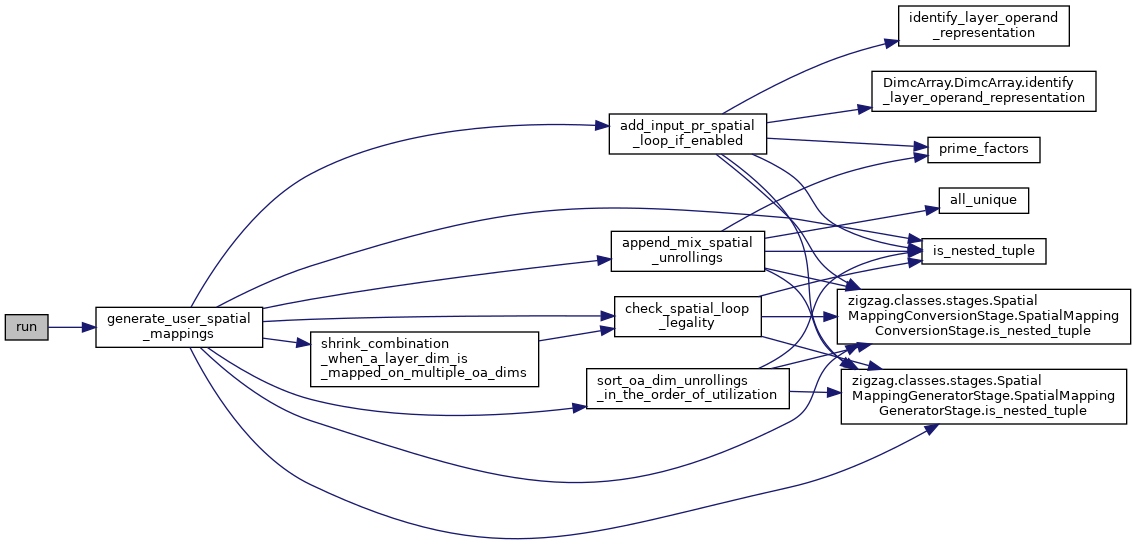 run
generate_user_spatial
_mappings
add_input_pr_spatial
_loop_if_enabled
append_mix_spatial
_unrollings
check_spatial_loop
_legality
shrink_combination
_when_a_layer_dim_is
_mapped_on_multiple_oa_dims
sort_oa_dim_unrollings
_in_the_order_of_utilization
identify_layer_operand
_representation
DimcArray.DimcArray.identify
_layer_operand_representation
prime_factors
all_unique
is_nested_tuple
zigzag.classes.stages.Spatial
MappingConversionStage.SpatialMapping
ConversionStage.is_nested_tuple
zigzag.classes.stages.Spatial
MappingGeneratorStage.SpatialMapping
GeneratorStage.is_nested_tuple